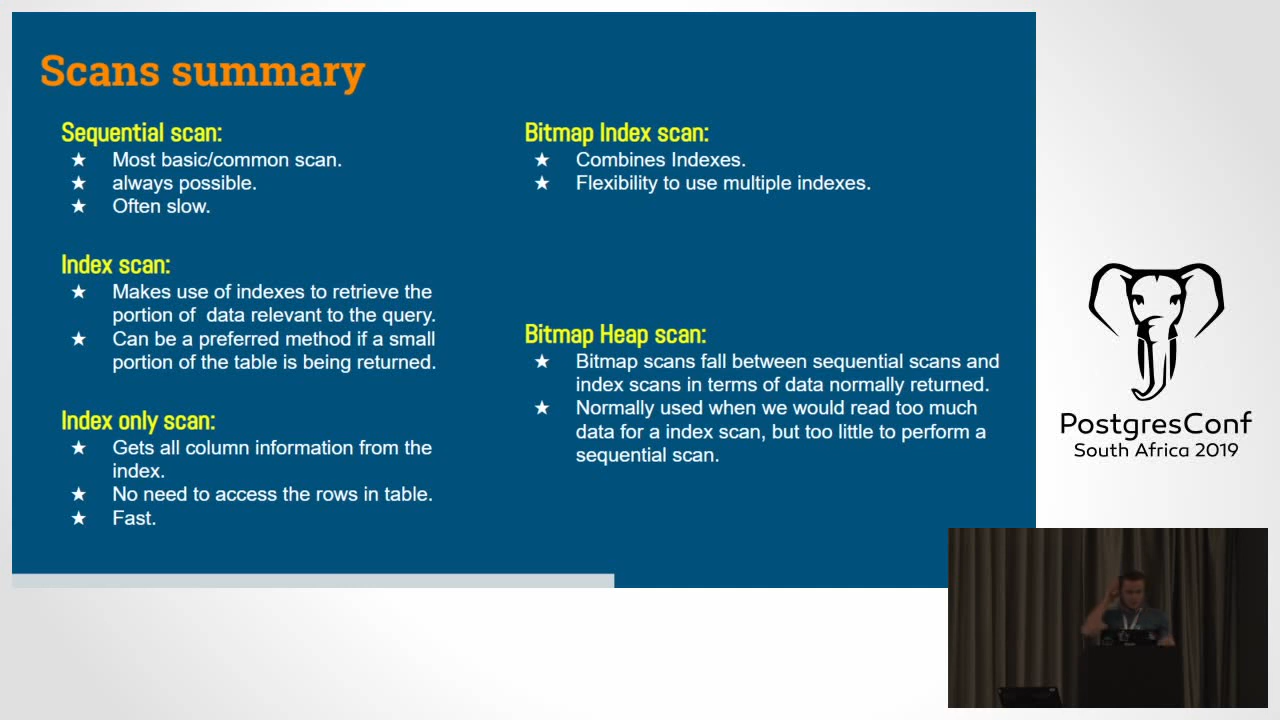 Scans summary
Sequential scan:
★ Most basic/common scan.
★ always possible.
★ Often slow.
Index scan:
★ Makes use of indexes to retrieve the
portion of  data relevant to the query.
★ Can be a preferred method if a small
portion of the table is being returned.
Index only scan:
★ Gets all column information from the
index.
★ No need to access the rows in table.
★ Fast.
Bitmap Index scan:
★ Combines Indexes.
★ Flexibility to use multiple indexes.
Bitmap Heap scan:
★ Bitmap scans fall between sequential scans and
index scans in terms of data normally returned.
★ Normally used when we would read too much
data for a index scan, but too little to perform a
sequential scan.
PostgresConf
South Africa 2019